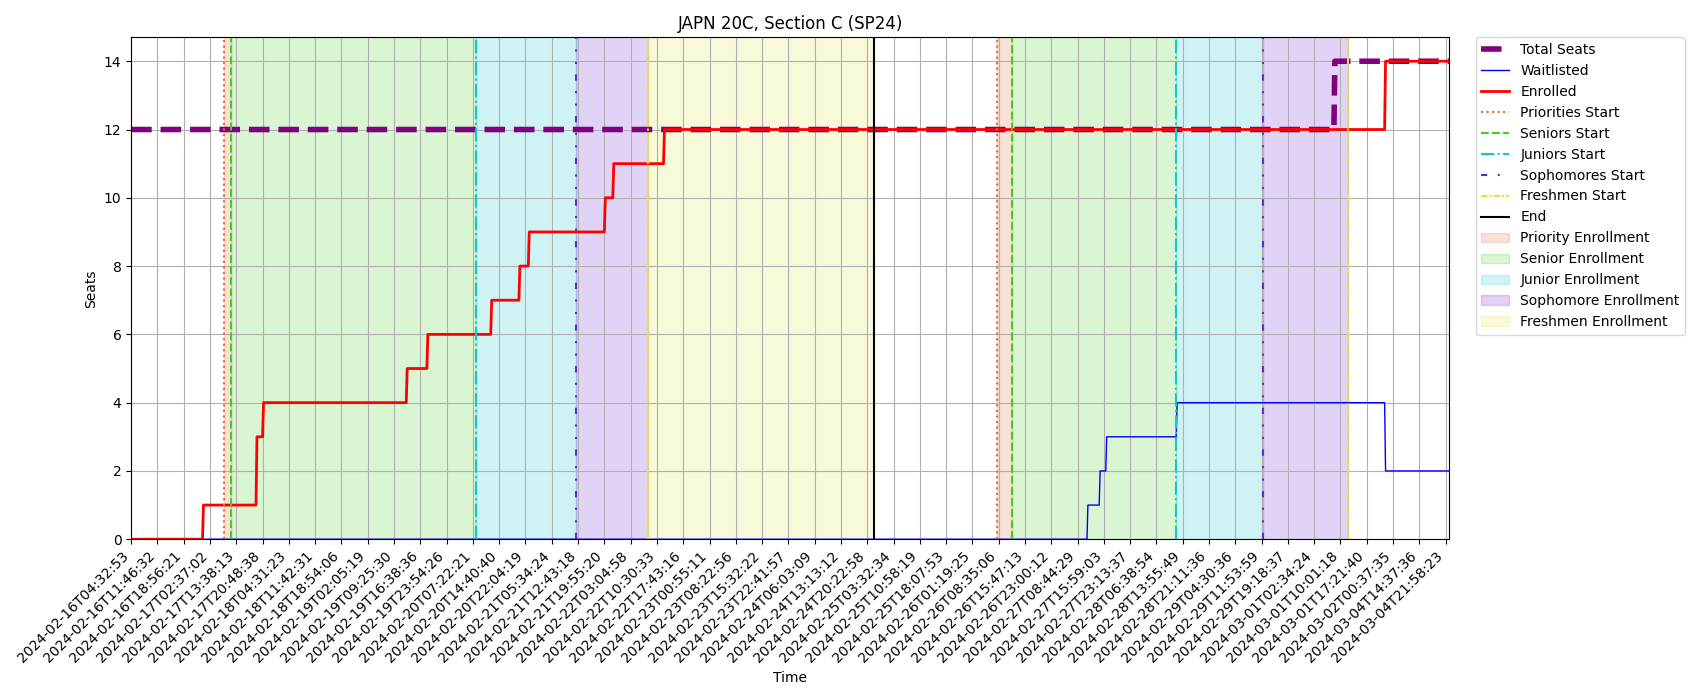 JAPN 20C, Section C (SP24)
Seats
14
12
10
8
6
4
2
0
2024-02-16T04:32:53
2024-02-16T11:46:32
2024-02-16T18:56:21
2024-02-17T02:37:02
2024-02-17T13:38:13
2024-02-17T20:48:38
2024-02-18T04:31:23
2024-02-18T11:42:31
2024-02-18T18:54:06
2024-02-19T02:05:19
2024-02-19T09:25:30
2024-02-19T16:38:36
2024-02-19T23:54:26
2024-02-20T07:22:21
2024-02-20T14:40:40
2024-02-20T22:04:19
2024-02-21T05:34:24
2024-02-21T12:43:18
2024-02-21T19:55:20
2024-02-22T03:04:58
2024-02-22T10:30:33
2024-02-22T17:43:16
2024-02-23T00:55:11
2024-02-23T08:22:56
2024-02-23T15:32:22
2024-02-23T22:41:57
2024-02-24T06:03:09
2024-02-24T13:13:12
2024-02-24T20:22:58
2024-02-25T03:32:34
2024-02-25T10:58:19
2024-02-25T18:07:53
2024-02-26T01:19:25
2024-02-26T08:35:06
2024-02-26T15:47:13
2024-02-26T23:00:12
2024-02-27T08:44:29
2024-02-27T15:59:03
2024-02-27T23:13:37
2024-02-28T06:38:54
2024-02-28T13:55:49
2024-02-28T21:11:36
2024-02-29T04:30:36
2024-02-29T11:53:59
2024-02-29T19:18:37
2024-03-01T02:34:24
2024-03-01T10:01:18
2024-03-01T17:21:40
2024-03-02T00:37:35
2024-03-04T14:37:36
2024-03-04T21:58:23
Time
Total Seats
Waitlisted
Enrolled
Priorities Start
Seniors Start
Juniors Start
Sophomores Start
Freshmen Start
End
Priority Enrollment
Senior Enrollment
Junior Enrollment
Sophomore Enrollment
Freshmen Enrollment